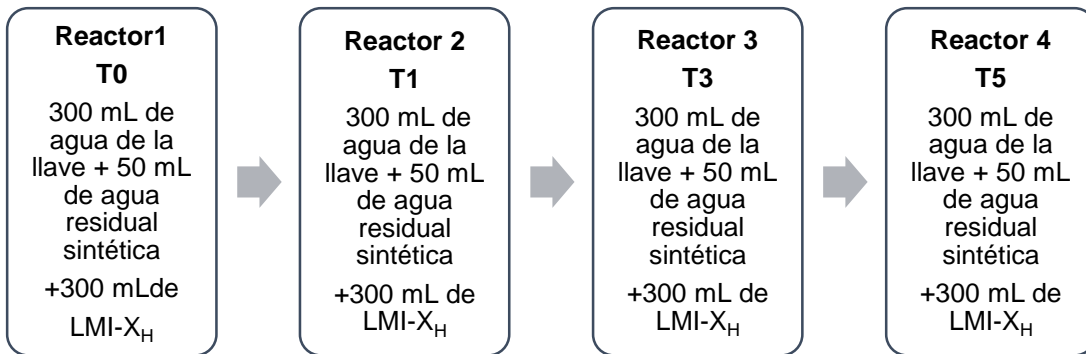 Reactor1
T0
300 mL de
agua de la
llave + 50 mL
de agua
residual
sintética
+300 mLde
LMI-XH
Reactor 2
T1
300 mL de
agua de la
llave + 50 mL
de agua
residual
sintética
+300 mL de
LMI-XH
Reactor 3
T3
300 mL de
agua de la
llave + 50 mL
de agua
residual
sintética
+300 mL de
LMI-XH
Reactor 4
T5
300 mL de
agua de la
llave + 50 mL
de agua
residual
sintética
+300 mL de
LMI-XH